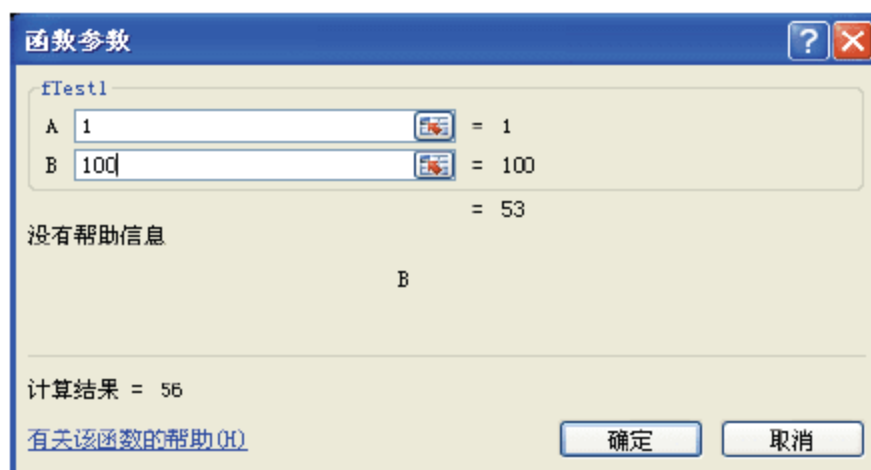 函数参数
fTest1
A 1 = 1
B 100 = 100
= 53
没有帮助信息
B
计算结果 = 56
有关该函数的帮助(H) 确定 取消